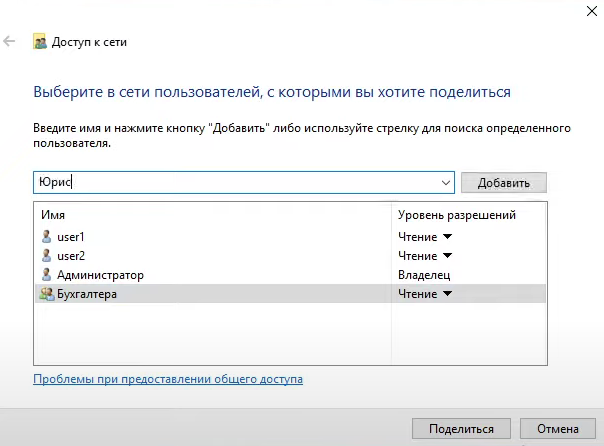 Доступ к сети
Выберите в сети пользователей, с которыми вы хотите поделиться
Введите имя и нажмите кнопку "Добавить" либо используйте стрелку для поиска определенного
пользователя.
Юрис
Добавить
Имя Уровень разрешений
user1 Чтение
user2 Чтение
Администратор Владелец
Бухгалтера Чтение
Проблемы при предоставлении общего доступа
Поделиться Отмена